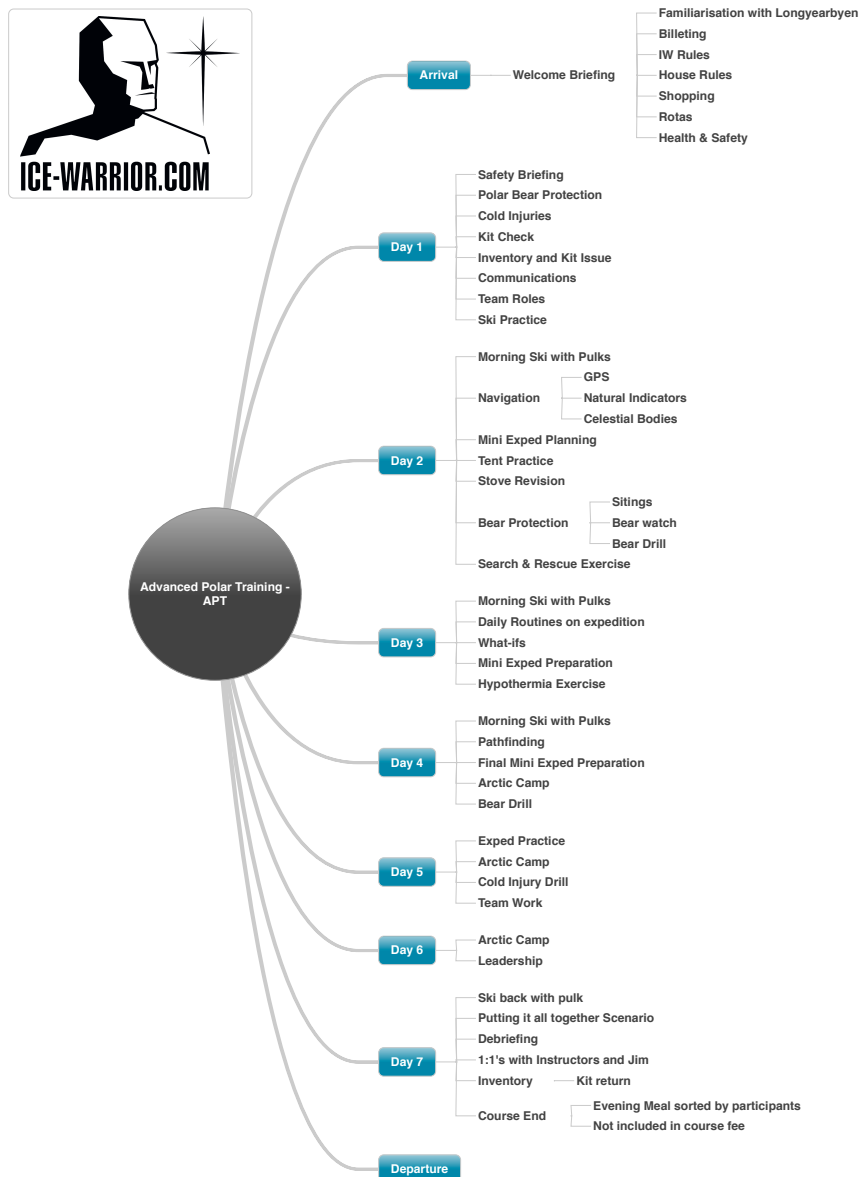 ICE-WARRIOR.COM
Advanced Polar Training -
APT
Arrival
Welcome Briefing
Familiarisation with Longyearbyen
Billeting
IW Rules
House Rules
Shopping
Rotas
Health & Safety
Day 1
Safety Briefing
Polar Bear Protection
Cold Injuries
Kit Check
Inventory and Kit Issue
Communications
Team Roles
Ski Practice
Day 2
Morning Ski with Pulks
Navigation
GPS
Natural Indicators
Celestial Bodies
Mini Exped Planning
Tent Practice
Stove Revision
Bear Protection
Sitings
Bear watch
Bear Drill
Search & Rescue Exercise
Day 3
Morning Ski with Pulks
Daily Routines on expedition
What-ifs
Mini Exped Preparation
Hypothermia Exercise
Day 4
Morning Ski with Pulks
Pathfinding
Final Mini Exped Preparation
Arctic Camp
Bear Drill
Day 5
Exped Practice
Arctic Camp
Cold Injury Drill
Team Work
Day 6
Arctic Camp
Leadership
Day 7
Ski back with pulk
Putting it all together Scenario
Debriefing
1:1's with Instructors and Jim
Inventory
Kit return
Course End
Evening Meal sorted by participants
Not included in course fee
Departure